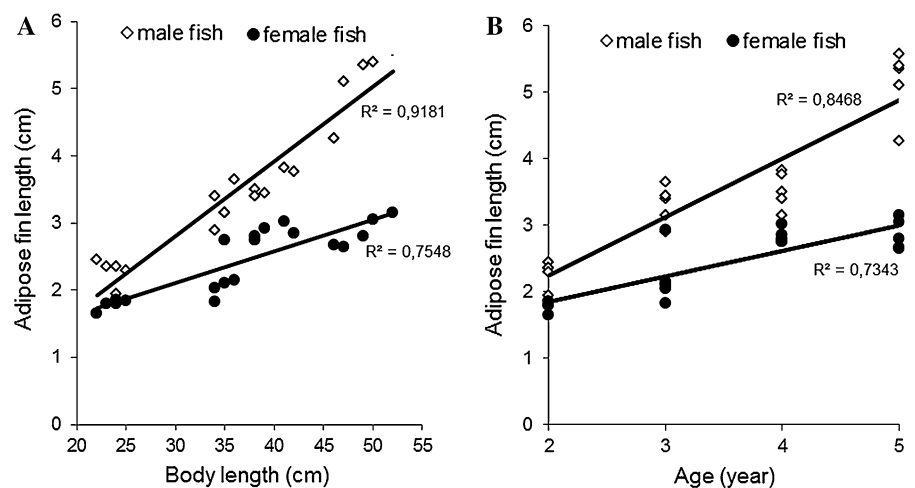 A
◇ male fish ● female fish
Adipose fin length (cm)
6
5
4
3
2
1
0
R² = 0,9181
R² = 0,7548
20 25 30 35 40 45 50 55
Body length (cm)
B
◇ male fish ● female fish
Adipose fin length (cm)
6
5
4
3
2
1
0
R² = 0,8468
R² = 0,7343
2 3 4 5
Age (year)